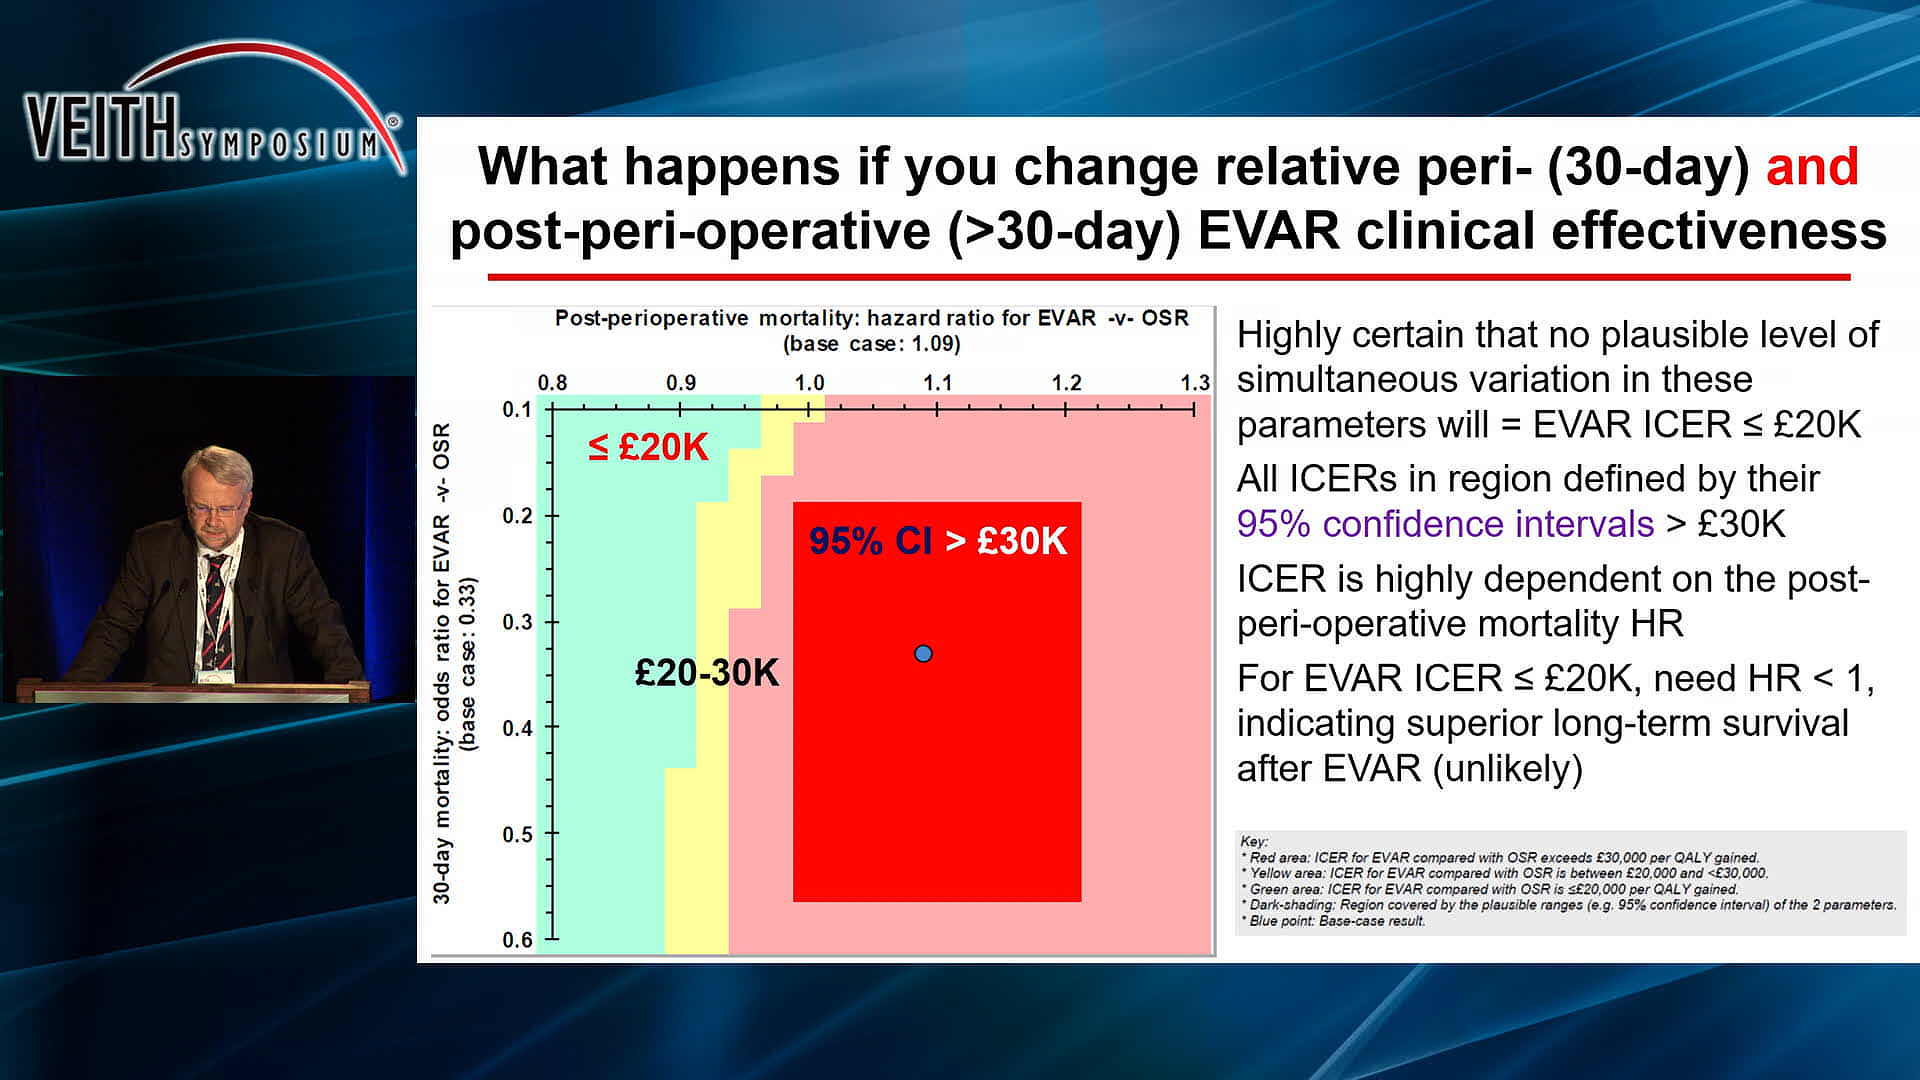 VEITHSYMPOSIUM®
What happens if you change relative peri- (30-day) and
post-peri-operative (>30-day) EVAR clinical effectiveness
Post-perioperative mortality: hazard ratio for EVAR -v- OSR
(base case: 1.09)
0.8 0.9 1.0 1.1 1.2 1.3
30-day mortality: odds ratio for EVAR -v- OSR
(base case: 0.33)
0.1
0.2
0.3
0.4
0.5
0.6
≤ £20K
95% CI > £30K
£20-30K
Highly certain that no plausible level of
simultaneous variation in these
parameters will = EVAR ICER ≤ £20K
All ICERs in region defined by their
95% confidence intervals > £30K
ICER is highly dependent on the post-
peri-operative mortality HR
For EVAR ICER ≤ £20K, need HR < 1,
indicating superior long-term survival
after EVAR (unlikely)
Key:
* Red area: ICER for EVAR compared with OSR exceeds £30,000 per QALY gained.
* Yellow area: ICER for EVAR compared with OSR is between £20,000 and <£30,000.
* Green area: ICER for EVAR compared with OSR is ≤£20,000 per QALY gained.
* Dark-shading: Region covered by the plausible ranges (e.g. 95% confidence interval) of the 2 parameters.
* Blue point: Base-case result.